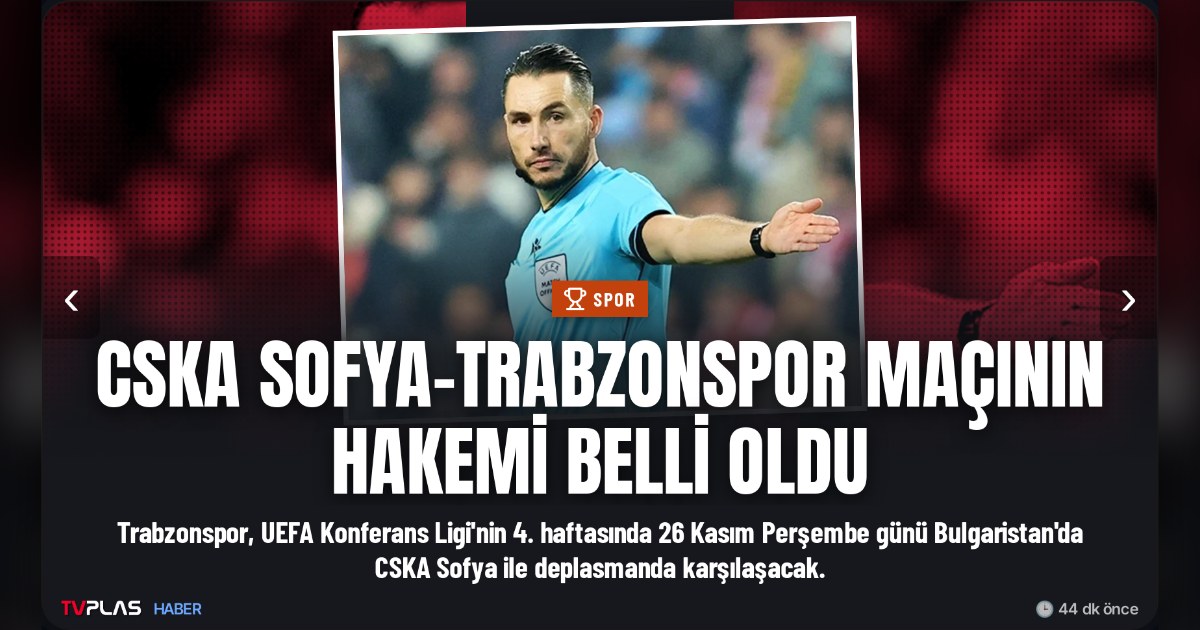 UEFA
SPOR
CSKA SOFYA-TRABZONSPOR MAÇININ
HAKEMİ BELLİ OLDU
Trabzonspor, UEFA Konferans Ligi'nin 4. haftasında 26 Kasım Perşembe günü Bulgaristan'da
CSKA Sofya ile deplasmanda karşılaşacak.
TVPLAS HABER
44 dk önce